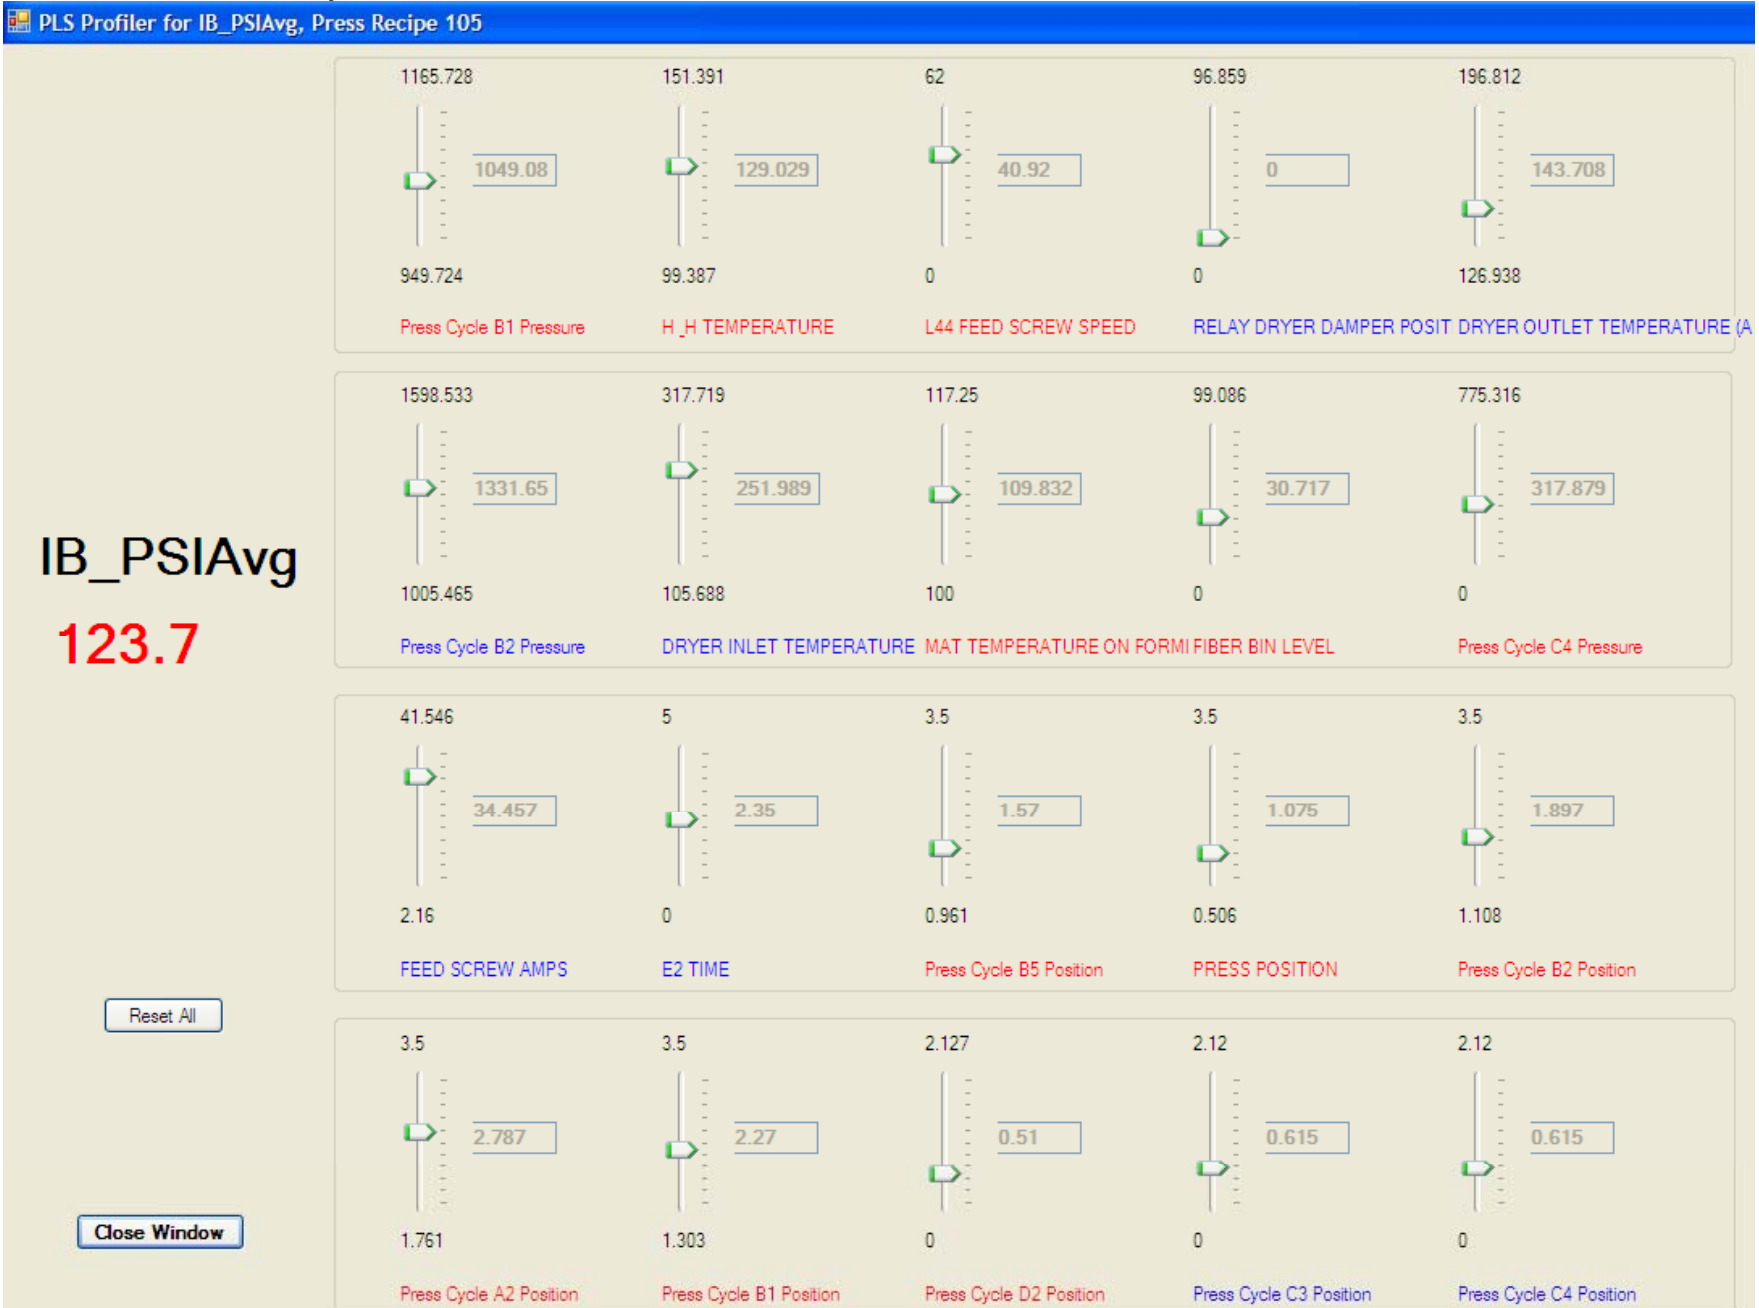 PLS Profiler for IB_PSIAvg, Press Recipe 105
1165.728 151.391 62 96.859 196.812
1049.08 129.029 40.92 0 143.708
949.724 99.387 0 0 126.938
Press Cycle B1 Pressure H_H TEMPERATURE L44 FEED SCREW SPEED RELAY DRYER DAMPER POSIT DRYER OUTLET TEMPERATURE (A
1598.533 317.719 117.25 99.086 775.316
1331.65 251.989 109.832 30.717 317.879
IB_PSIAvg
1005.465 105.688 100 0 0
123.7
Press Cycle B2 Pressure DRYER INLET TEMPERATURE MAT TEMPERATURE ON FORMI FIBER BIN LEVEL Press Cycle C4 Pressure
41.546 5 3.5 3.5 3.5
34.457 2.35 1.57 1.075 1.897
2.16 0 0.961 0.506 1.108
FEED SCREW AMPS E2 TIME Press Cycle B5 Position PRESS POSITION Press Cycle B2 Position
Reset All
3.5 3.5 2.127 2.12 2.12
2.787 2.27 0.51 0.615 0.615
Close Window
1.761 1.303 0 0 0
Press Cycle A2 Position Press Cycle B1 Position Press Cycle D2 Position Press Cycle C3 Position Press Cycle C4 Position